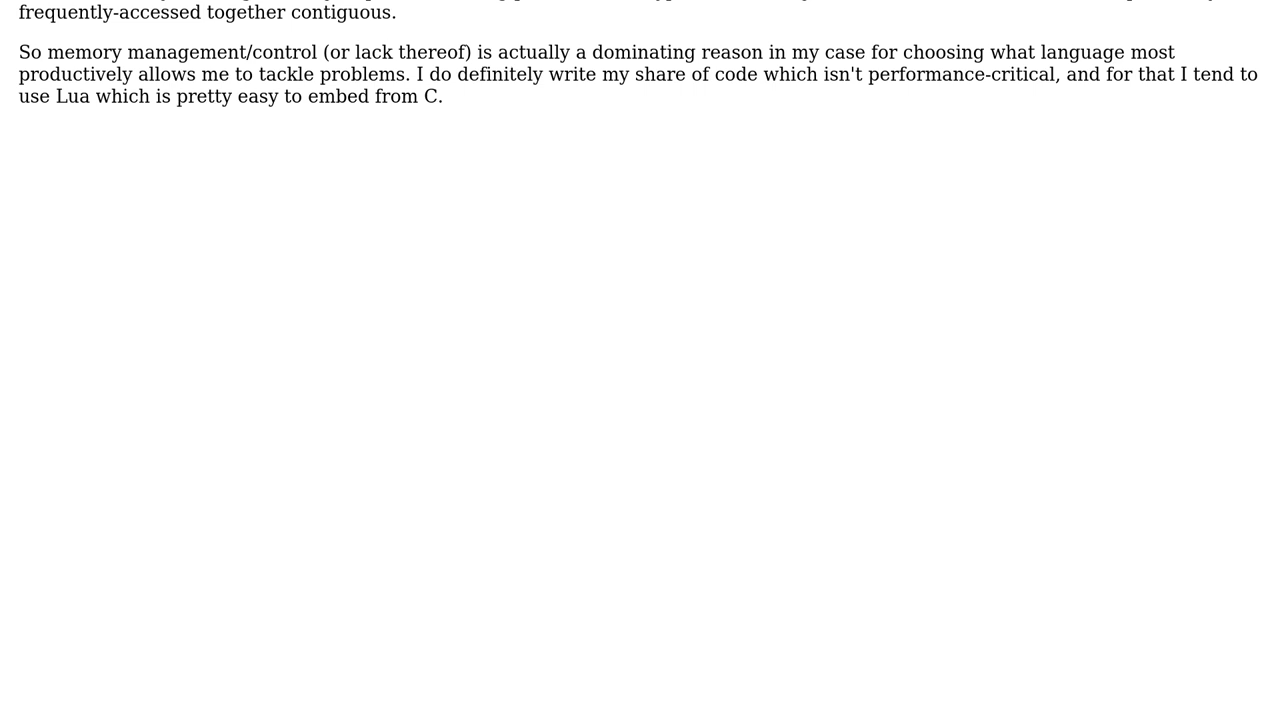 frequently-accessed together contiguous.
So memory management/control (or lack thereof) is actually a dominating reason in my case for choosing what language most
productively allows me to tackle problems. I do definitely write my share of code which isn't performance-critical, and for that I tend to
use Lua which is pretty easy to embed from C.